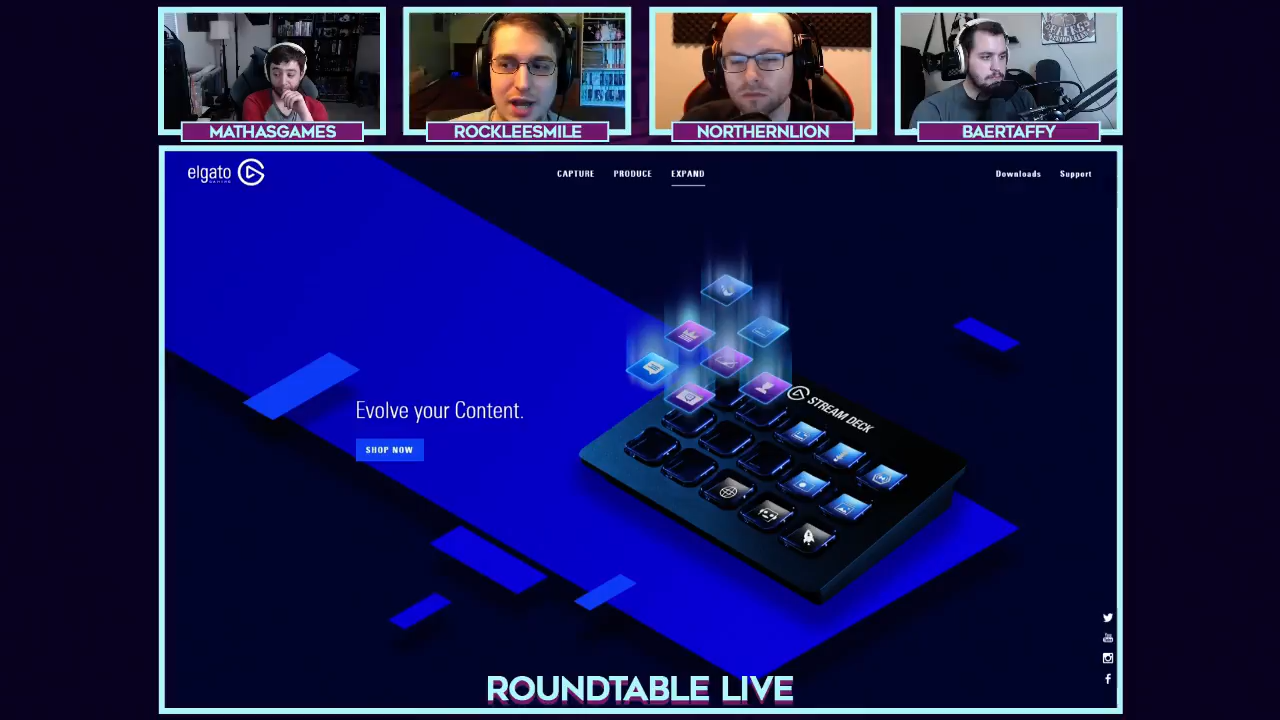 MATHASGAMES
ROCKLEESMILE
NORTHERNLION
BAERTAFFY
elgato
GAMING
CAPTURE PRODUCE EXPAND
Downloads Support
STREAM DECK
Evolve your Content.
SHOP NOW
ROUNDTABLE LIVE